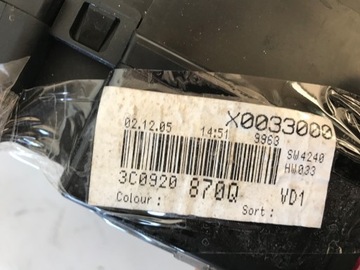 X0033000
02.12.05 14:51 9963
SW4240
HW033
3C0920 870Q VD1
Colour : Sort :